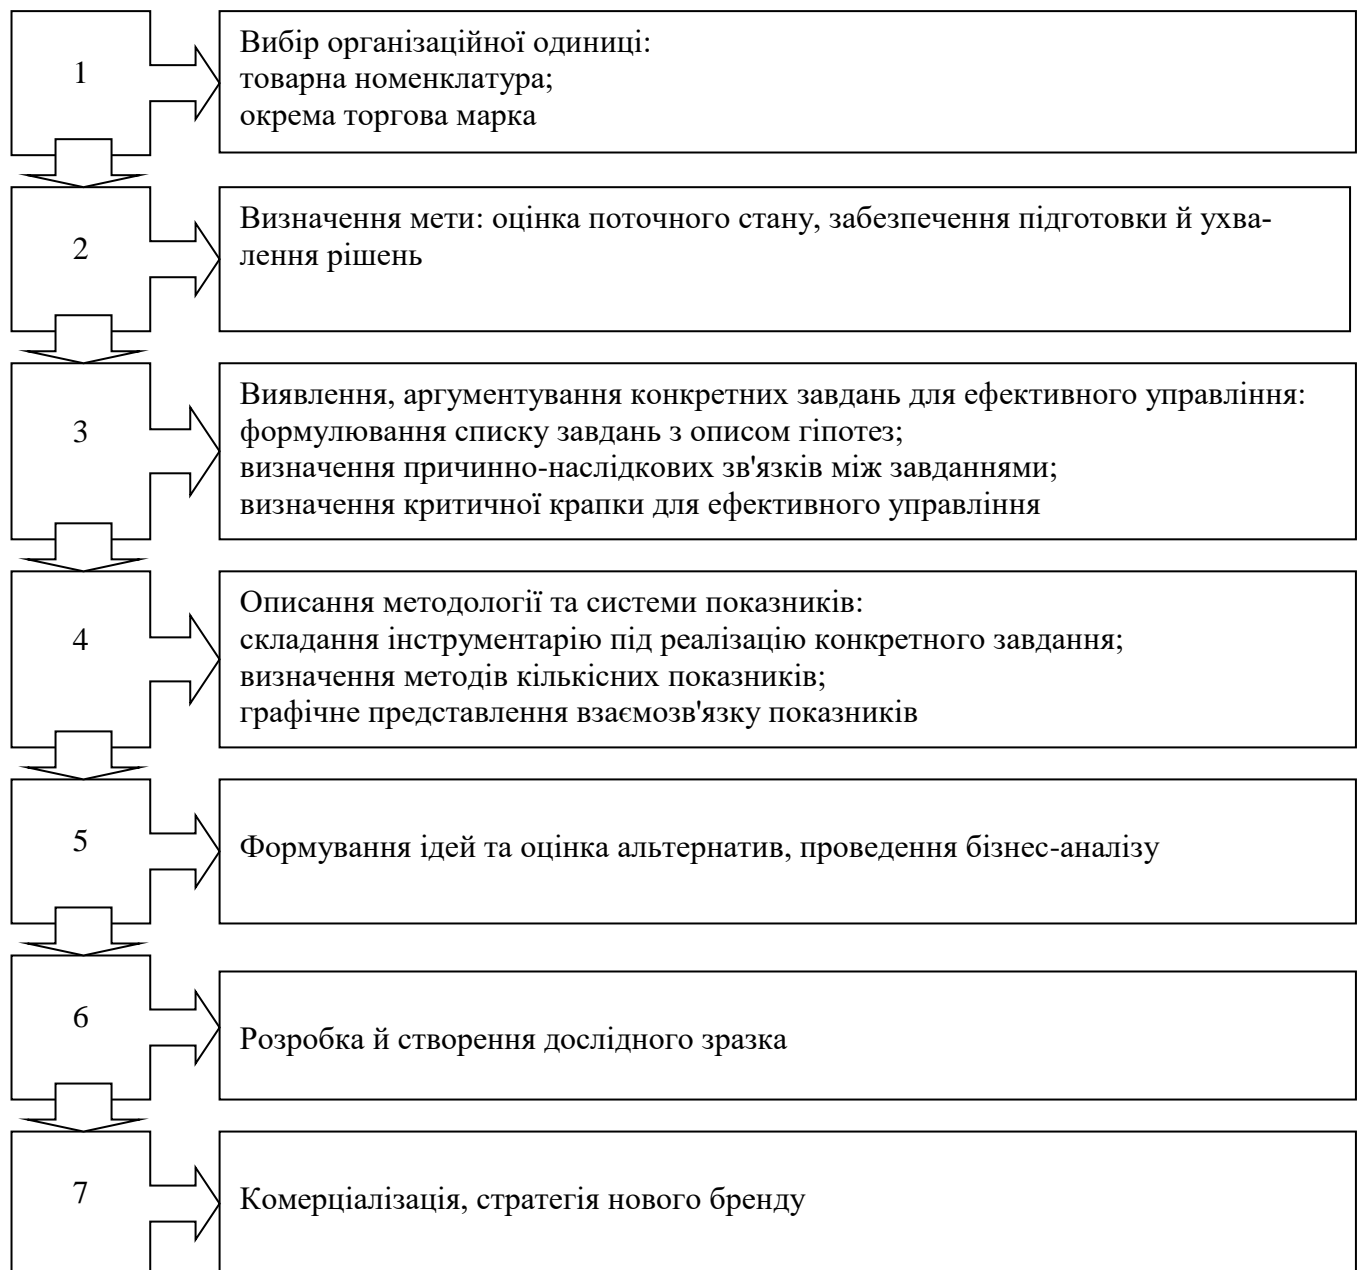 1
Вибір організаційної одиниці:
товарна номенклатура;
окрема торгова марка
2
Визначення мети: оцінка поточного стану, забезпечення підготовки й ухва-
лення рішень
3
Виявлення, аргументування конкретних завдань для ефективного управління:
формулювання списку завдань з описом гіпотез;
визначення причинно-наслідкових зв'язків між завданнями;
визначення критичної крапки для ефективного управління
4
Описання методології та системи показників:
складання інструментарію під реалізацію конкретного завдання;
визначення методів кількісних показників;
графічне представлення взаємозв'язку показників
5
Формування ідей та оцінка альтернатив, проведення бізнес-аналізу
6
Розробка й створення дослідного зразка
7
Комерціалізація, стратегія нового бренду